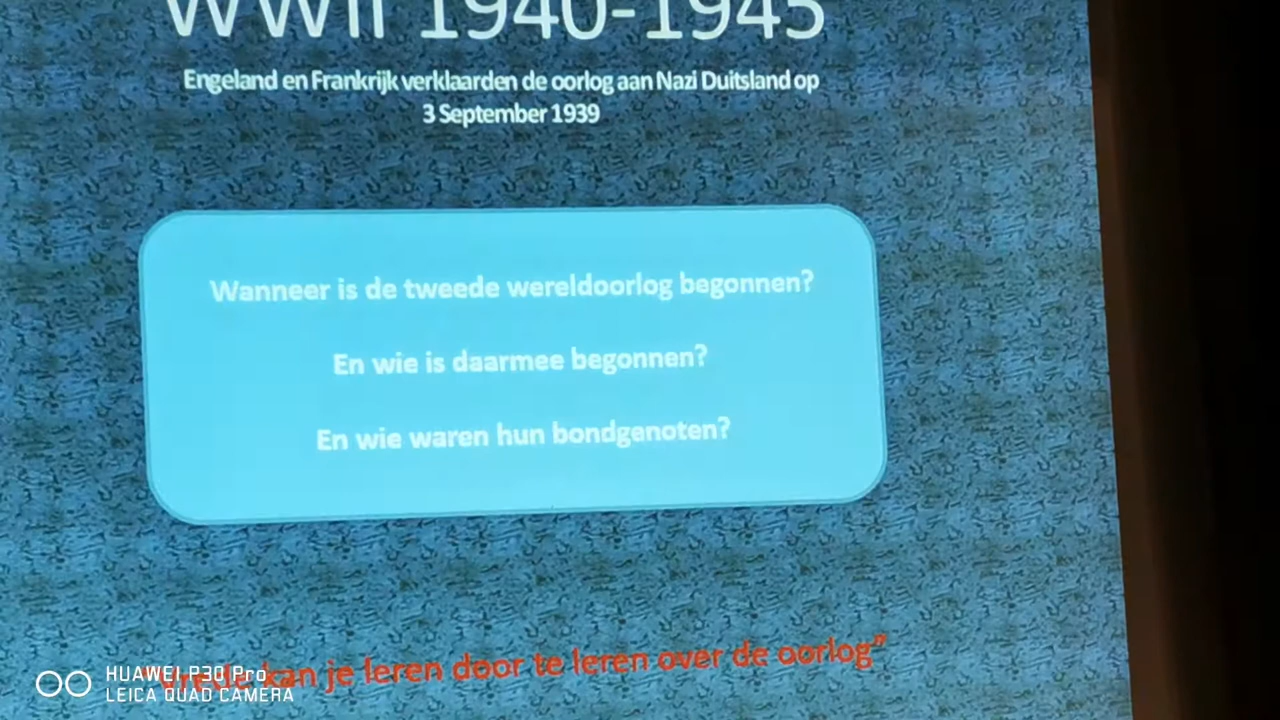 WWII 1940-1945
Engeland en Frankrijk verklaarden de oorlog aan Nazi Duitsland op
3 September 1939
Wanneer is de tweede wereldoorlog begonnen?
En wie is daarmee begonnen?
En wie waren hun bondgenoten?
vrede kan je leren door te leren over de oorlog”
HUAWEI P30 Pro
LEICA QUAD CAMERA